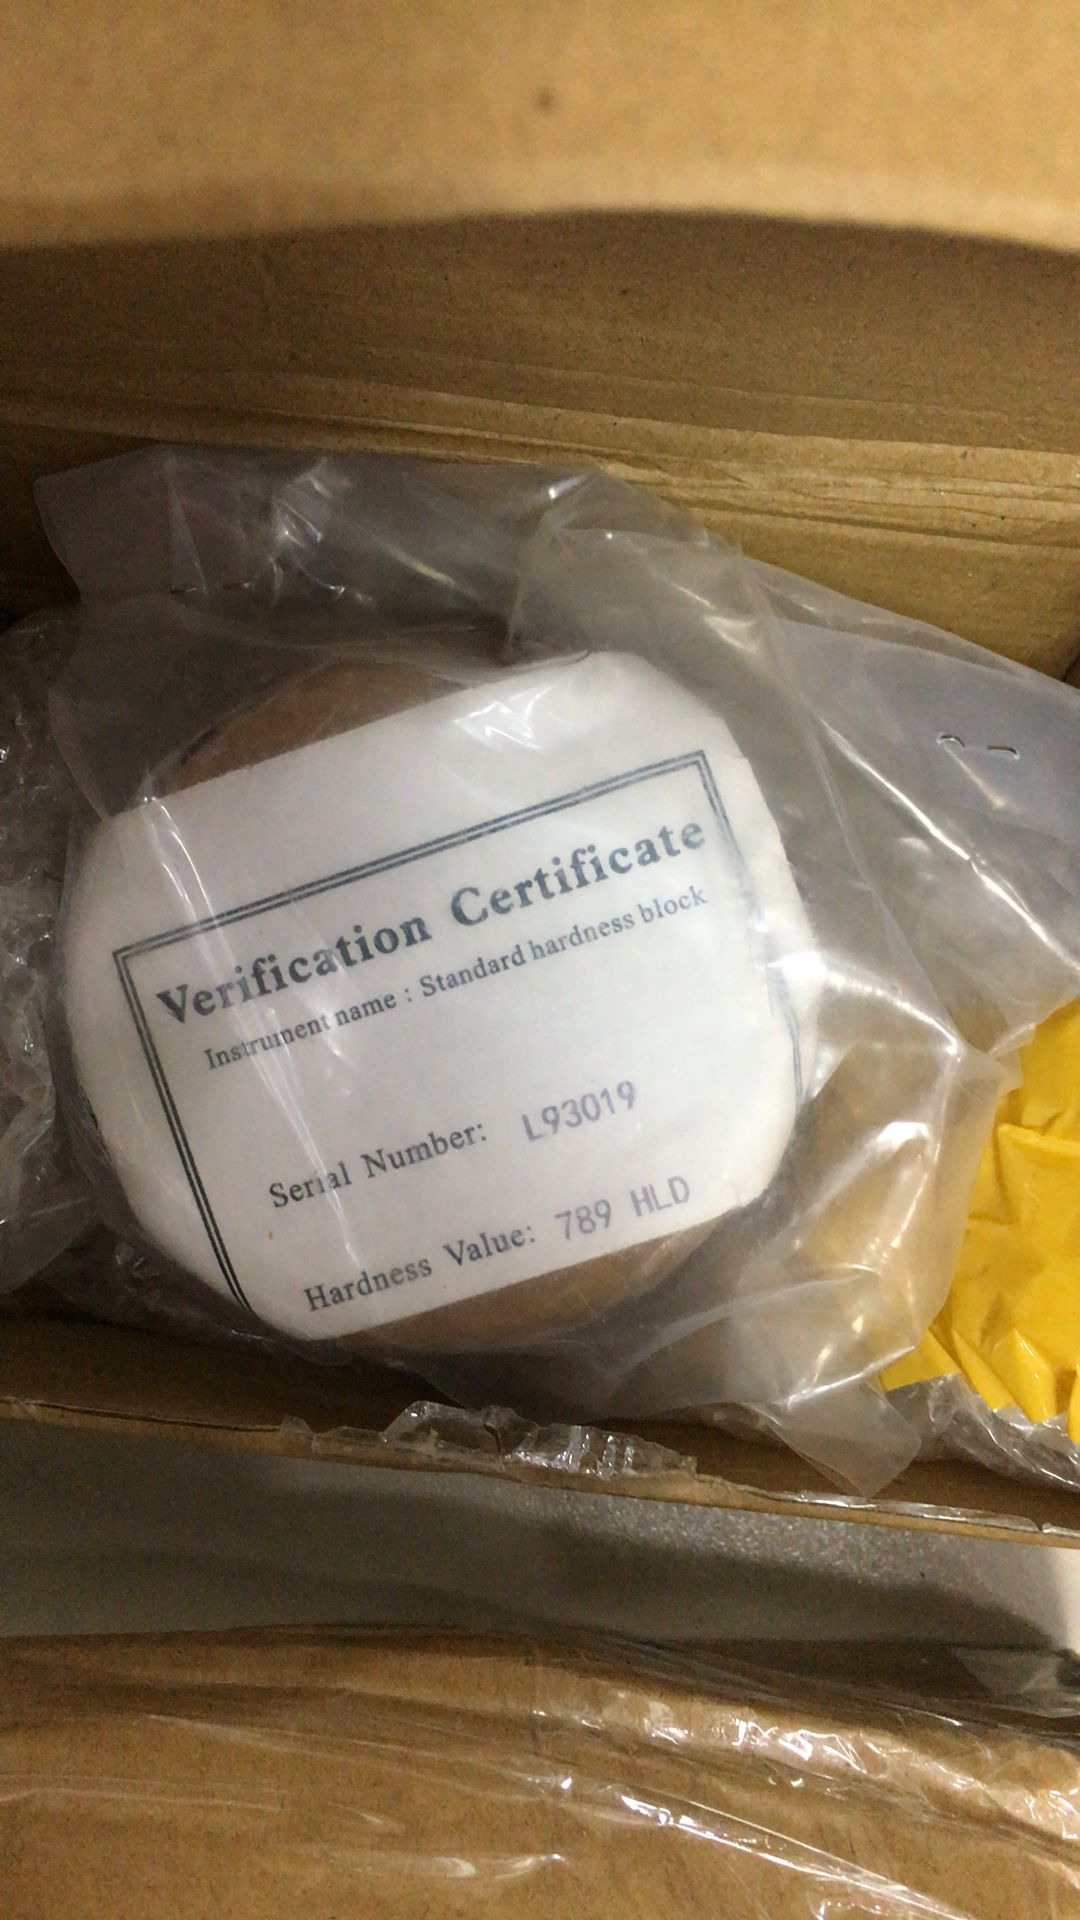 Verification Certificate
Instrument name : Standard hardness block
Serial Number: L93019
Hardness Value: 789 HLD